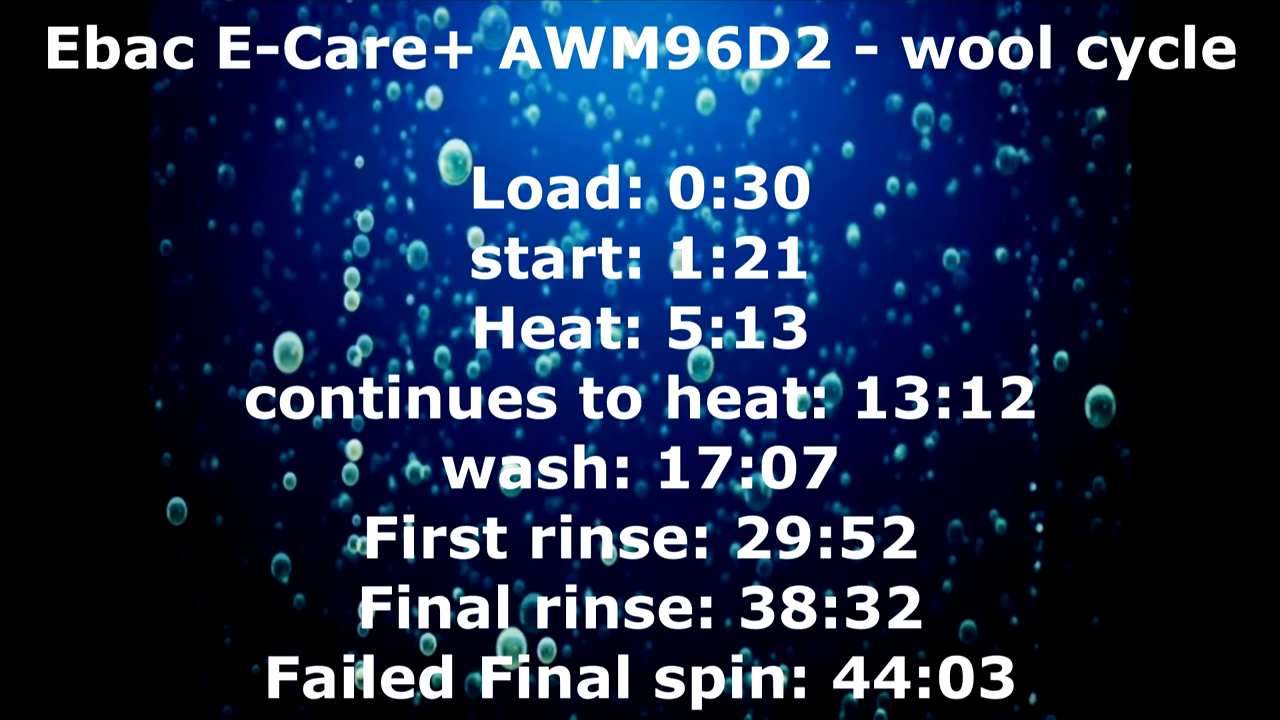 Ebac E-Care+ AWM96D2 - wool cycle
Load: 0:30
start: 1:21
Heat: 5:13
continues to heat: 13:12
wash: 17:07
First rinse: 29:52
Final rinse: 38:32
Failed Final spin: 44:03